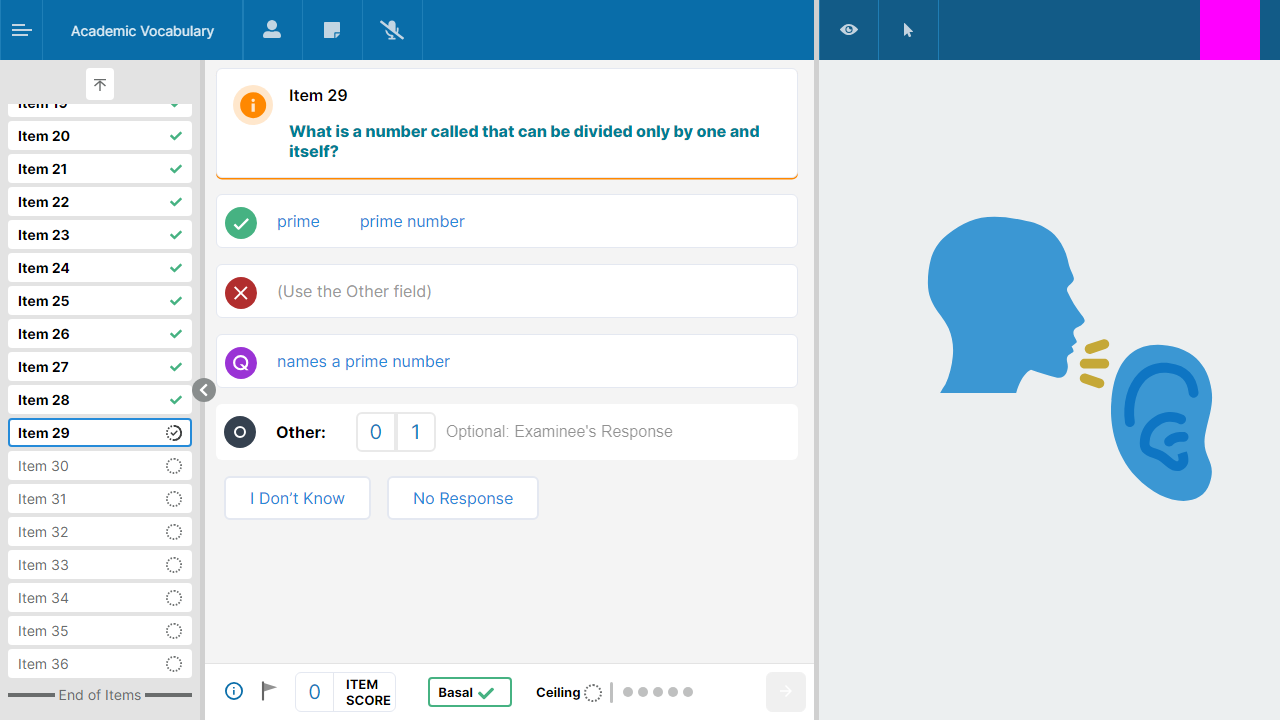 Academic Vocabulary
Item 20
Item 21
Item 22
Item 23
Item 24
Item 25
Item 26
Item 27
Item 28
Item 29
Item 30
Item 31
Item 32
Item 33
Item 34
Item 35
Item 36
End of Items
Item 29
What is a number called that can be divided only by one and
itself?
prime prime number
(Use the Other field)
Q names a prime number
Other: 0 1 Optional: Examinee's Response
I Don’t Know No Response
0 ITEM
SCORE
Basal
Ceiling